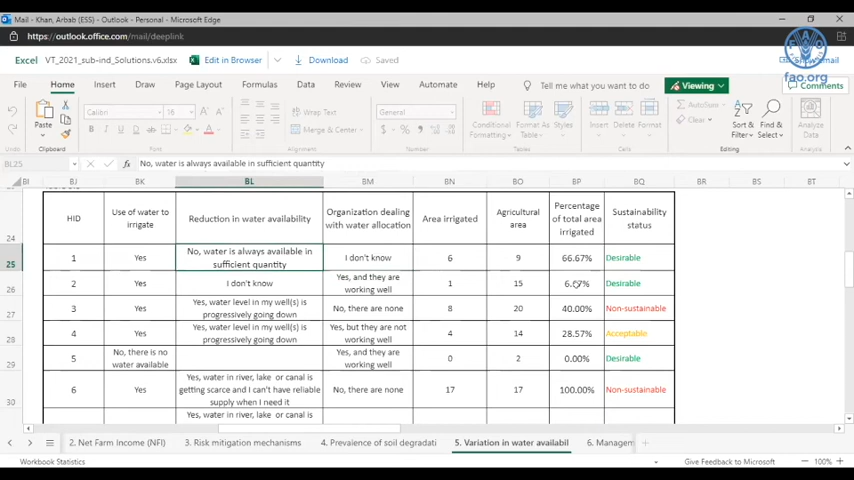 Mail - Khan, Arbab (ESS) - Outlook - Personal - Microsoft Edge
https://outlook.office.com/mail/deeplink
Excel VT_2021_sub-ind_Solutions.v6.xlsx Edit in Browser Download Saved
fao.org
File Home Insert Draw Page Layout Formulas Data Review View Automate Help Tell me what you want to do Viewing Comments
Calibri 16 Wrap Text General AutoSum
Paste Merge & Center Conditional Formatting Format As Table Styles Insert Delete Format Clear Sort & Filter Find & Select Analyze Data
Clipboard Font Alignment Number Tables Cells Editing
BL25 fx No, water is always available in sufficient quantity
BI BJ BK BL BM BN BO BP BQ BR BS BT
24 HID Use of water to irrigate Reduction in water availability Organization dealing with water allocation Area irrigated Agricultural area Percentage of total area irrigated Sustainability status
25 1 Yes No, water is always available in sufficient quantity I don't know 6 9 66.67% Desirable
26 2 Yes I don't know Yes, and they are working well 1 15 6.67% Desirable
27 3 Yes Yes, water level in my well(s) is progressively going down No, there are none 8 20 40.00% Non-sustainable
28 4 Yes Yes, water level in my well(s) is progressively going down Yes, but they are not working well 4 14 28.57% Acceptable
29 5 No, there is no water available Yes, and they are working well 0 2 0.00% Desirable
30 6 Yes Yes, water in river, lake or canal is getting scarce and I can't have reliable supply when I need it No, there are none 17 17 100.00% Non-sustainable
Yes, water in river, lake or canal is
2. Net Farm Income (NFI) 3. Risk mitigation mechanisms 4. Prevalence of soil degradati 5. Variation in water availabil 6. Managem
Workbook Statistics Give Feedback to Microsoft 100%